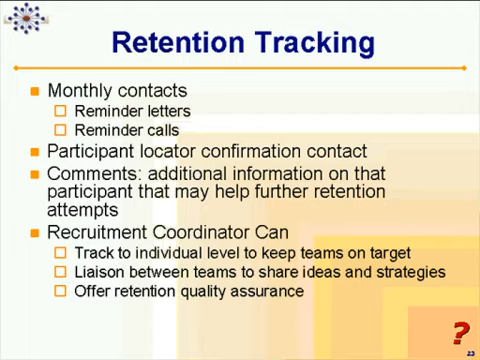 Retention Tracking
Monthly contacts
Reminder letters
Reminder calls
Participant locator confirmation contact
Comments: additional information on that
participant that may help further retention
attempts
Recruitment Coordinator Can
Track to individual level to keep teams on target
Liaison between teams to share ideas and strategies
Offer retention quality assurance
?
23